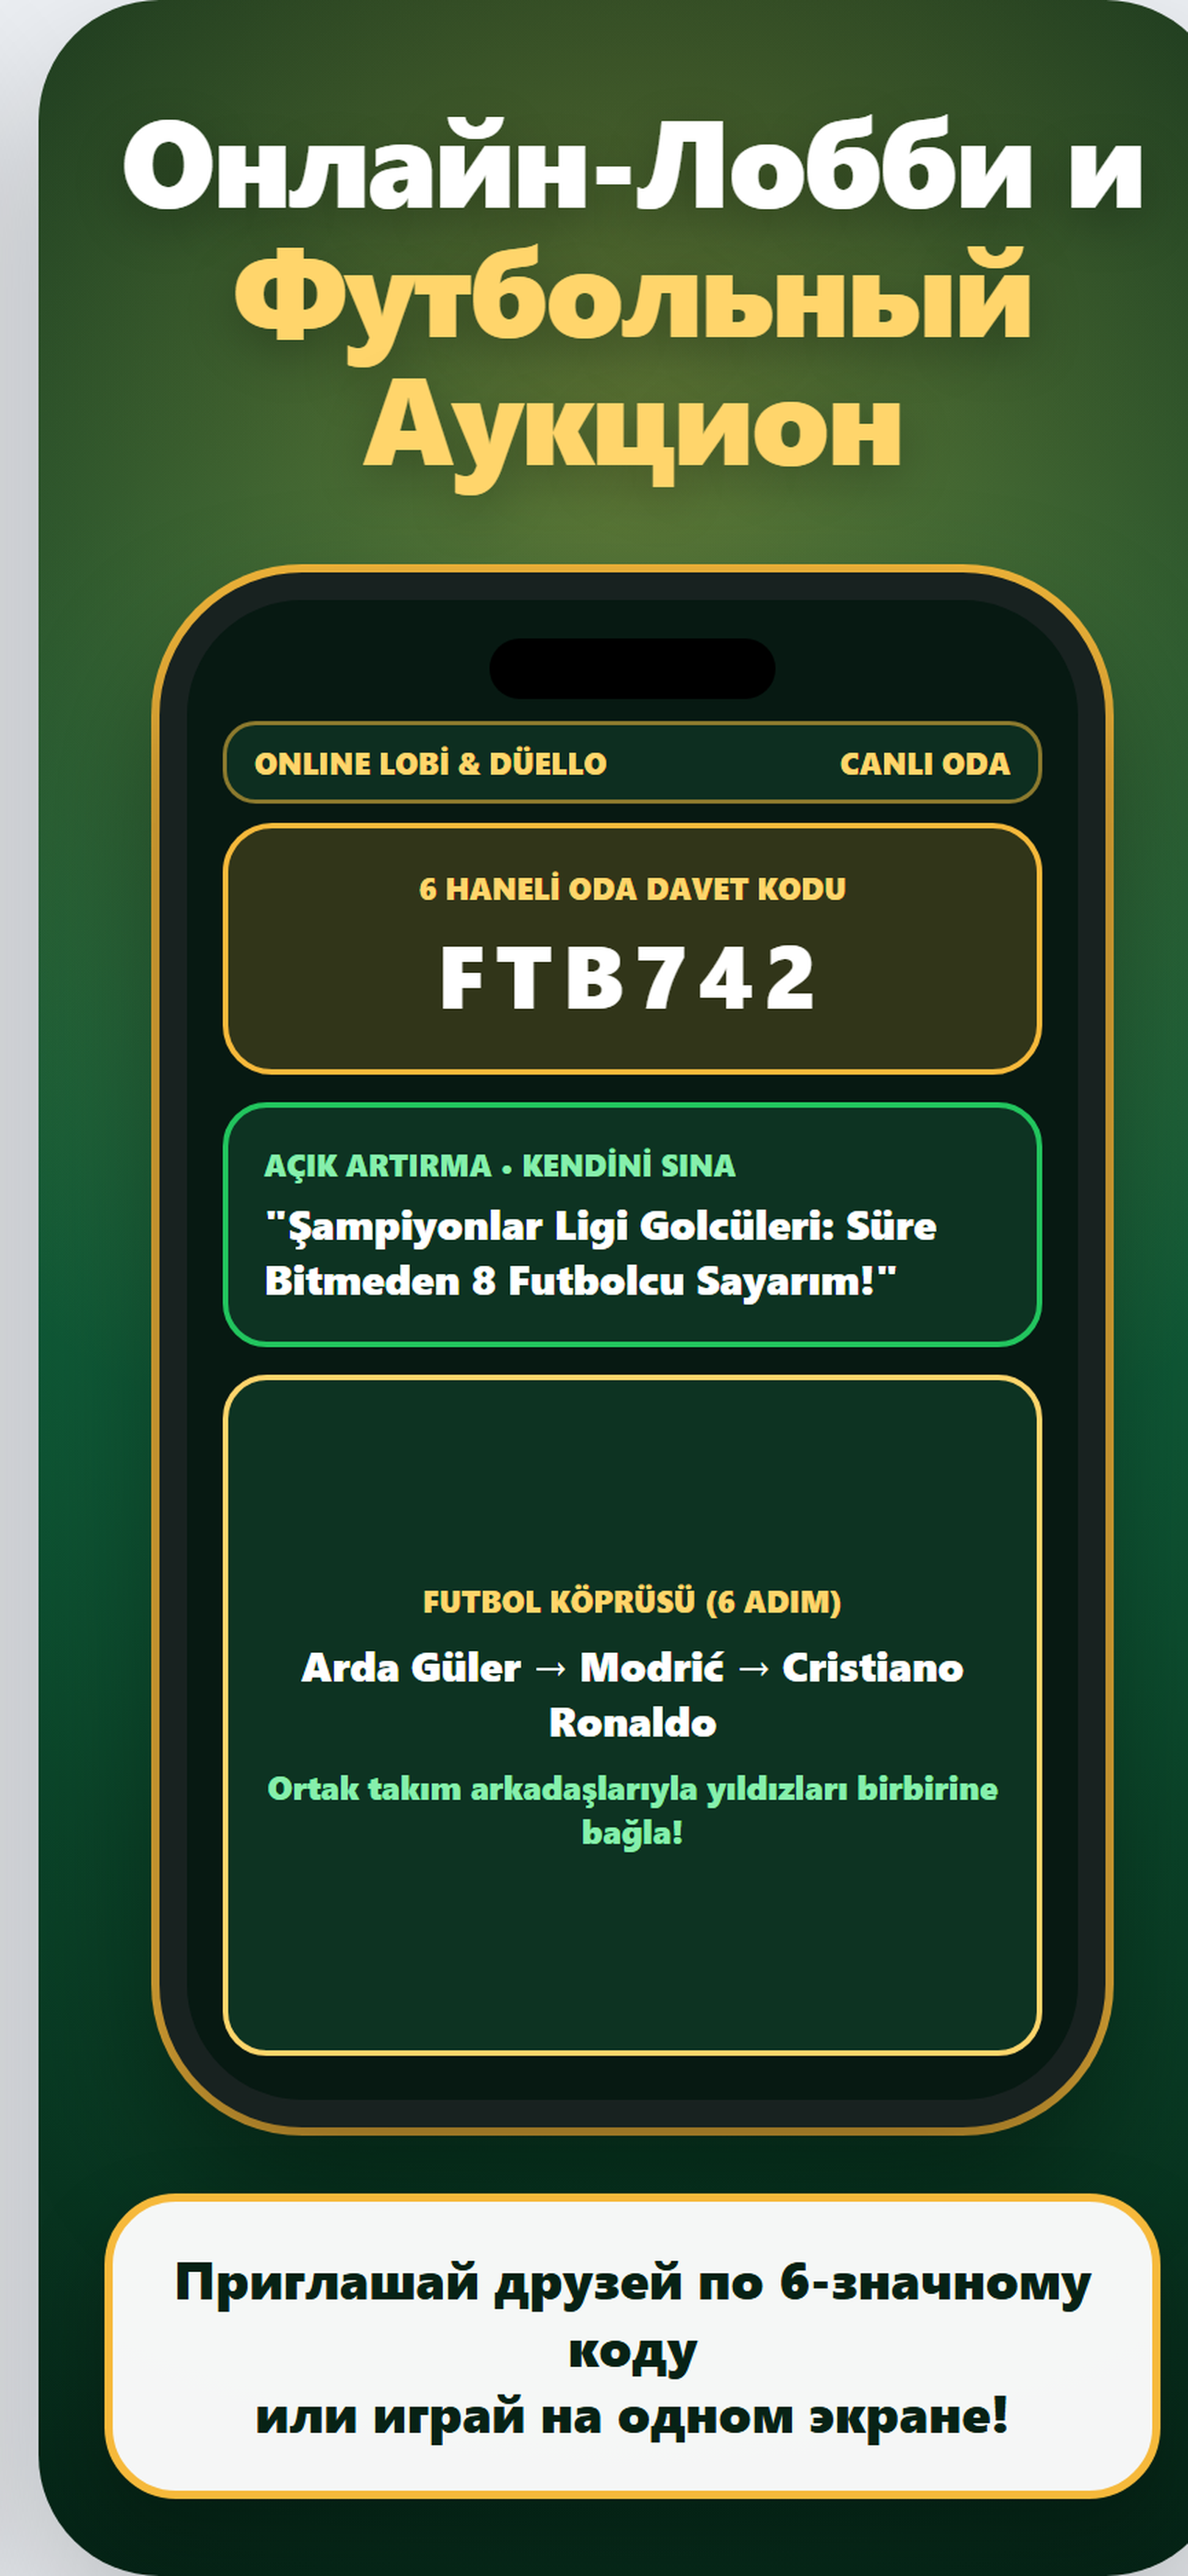 Онлайн-Лобби и
Футбольный
Аукцион
ONLINE LOBİ & DÜELLO
CANLI ODA
6 HANELİ ODA DAVET KODU
FTB742
AÇIK ARTIRMA • KENDİNİ SINA
"Şampiyonlar Ligi Golcüleri: Süre
Bitmeden 8 Futbolcu Sayarım!"
FUTBOL KÖPRÜSÜ (6 ADIM)
Arda Güler → Modrić → Cristiano
Ronaldo
Ortak takım arkadaşlarıyla yıldızları birbirine
bağla!
Приглашай друзей по 6-значному
коду
или играй на одном экране!